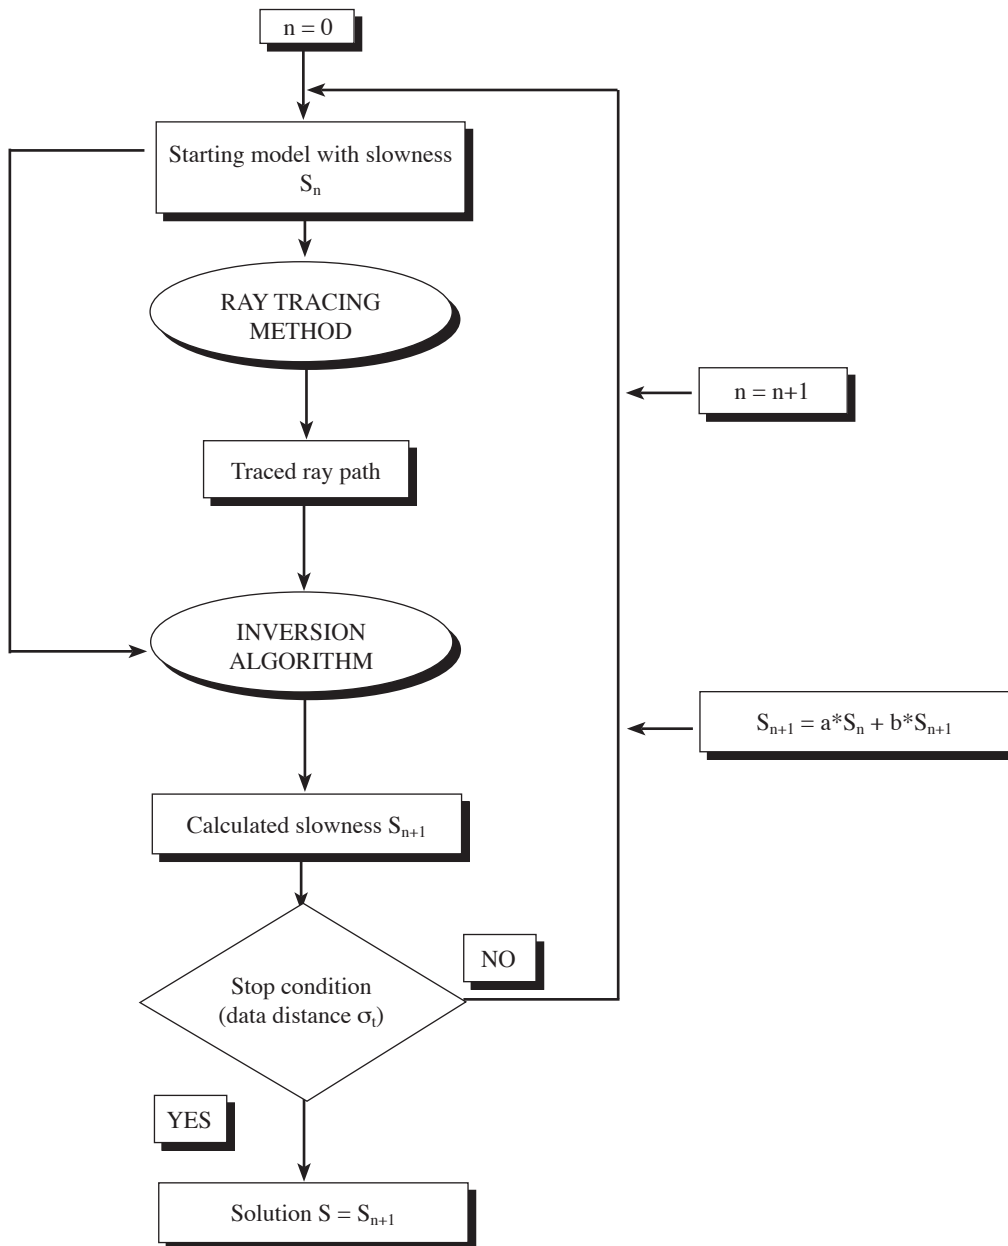 n = 0
Starting model with slowness
Sₙ
RAY TRACING
METHOD
n = n+1
Traced ray path
INVERSION
ALGORITHM
Sₙ₊₁ = a*Sₙ + b*Sₙ₊₁
Calculated slowness Sₙ₊₁
NO
Stop condition
(data distance σₜ)
YES
Solution S = Sₙ₊₁